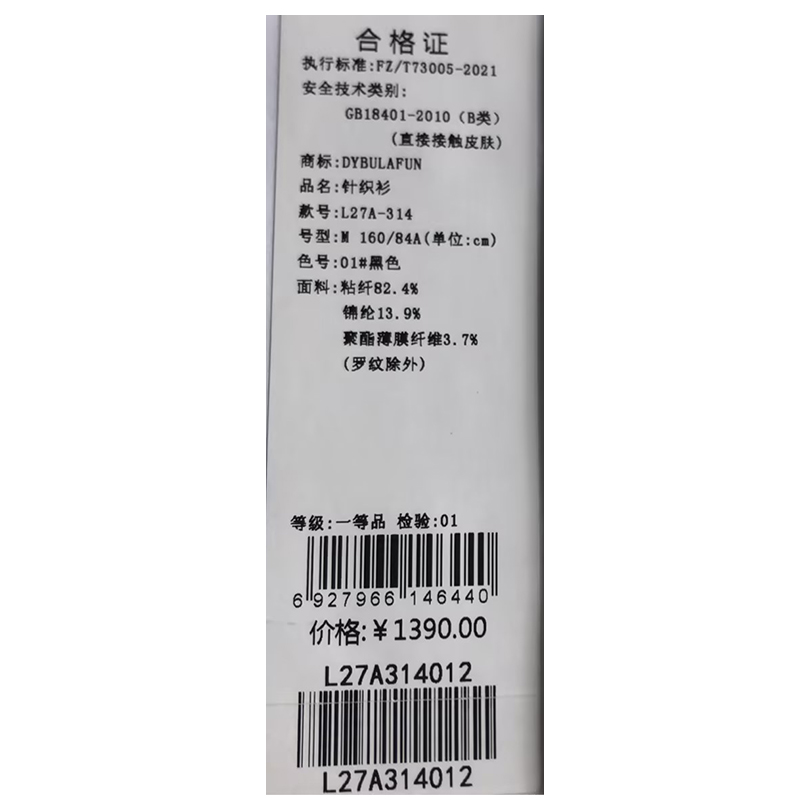 合格证
执行标准:FZ/T73005-2021
安全技术类别:
GB18401-2010（B类）
(直接接触皮肤)
商标:DYBULAFUN
品名:针织衫
款号:L27A-314
号型:M 160/84A(单位:cm)
色号:01#黑色
面料:粘纤82.4%
锦纶13.9%
聚酯薄膜纤维3.7%
(罗纹除外)
等级:一等品 检验:01
6 927966 146440
价格:￥1390.00
L27A314012
L27A314012